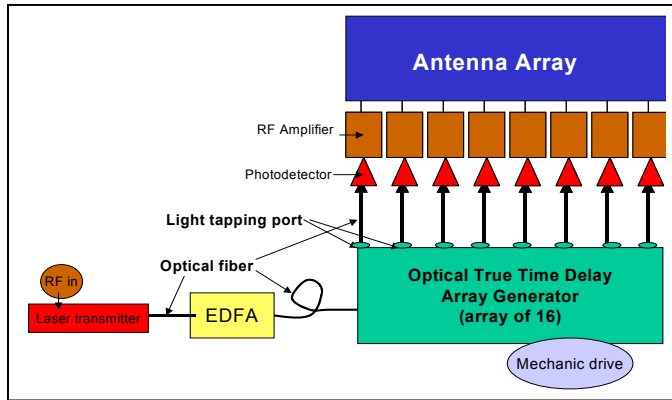 Antenna Array
RF Amplifier
Photodetector
Light tapping port
Optical fiber
RF in
Laser transmitter
EDFA
Optical True Time Delay
Array Generator
(array of 16)
Mechanic drive